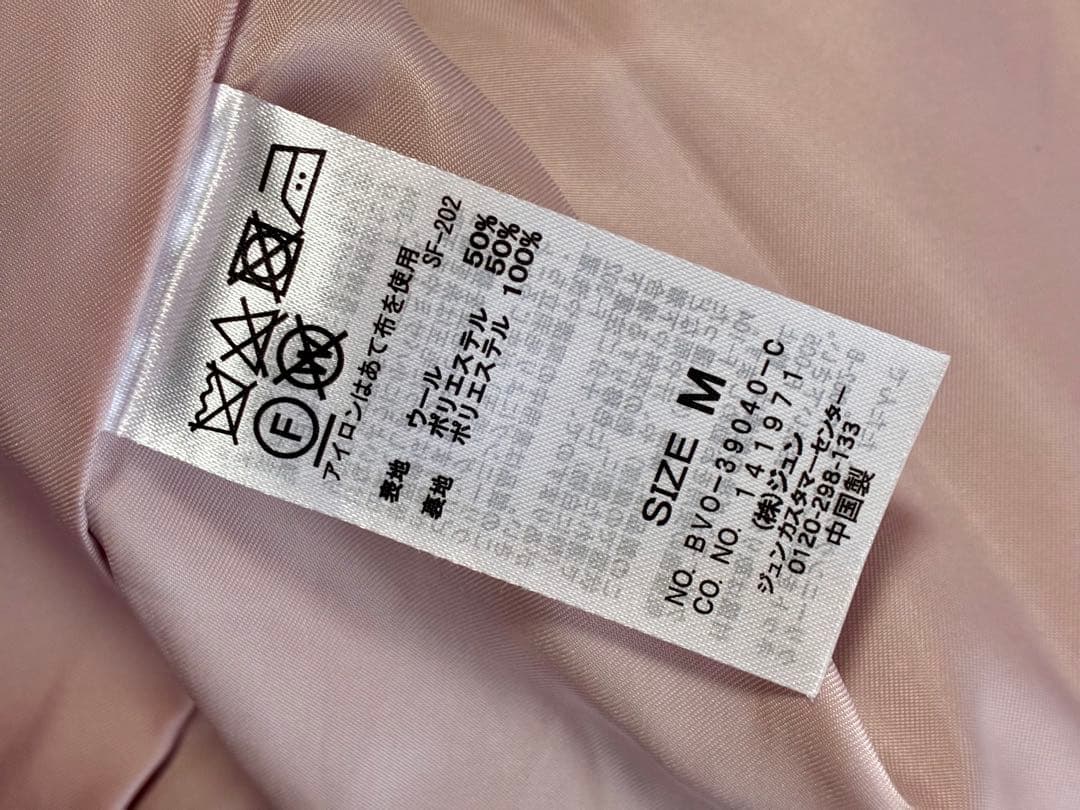 F
W
アイロンはあて布を使用
SF-202
表地 ウール 50%
ポリエステル 50%
裏地 ポリエステル 100%
SIZE M
NO. BVO-39040-C
CO. NO. 141971
(株)ジュン
ジュンカスタマーセンター
0120-298-133
中国製